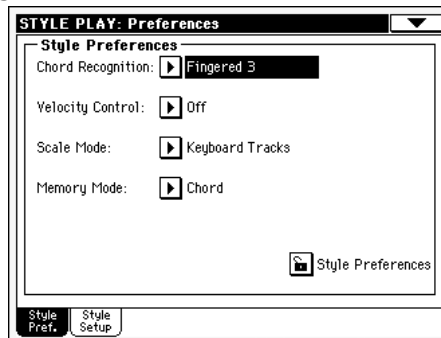 STYLE PLAY: Preferences
Style Preferences
Chord Recognition: Fingered 3
Velocity Control: Off
Scale Mode: Keyboard Tracks
Memory Mode: Chord
Style Preferences
Style Pref.
Style Setup